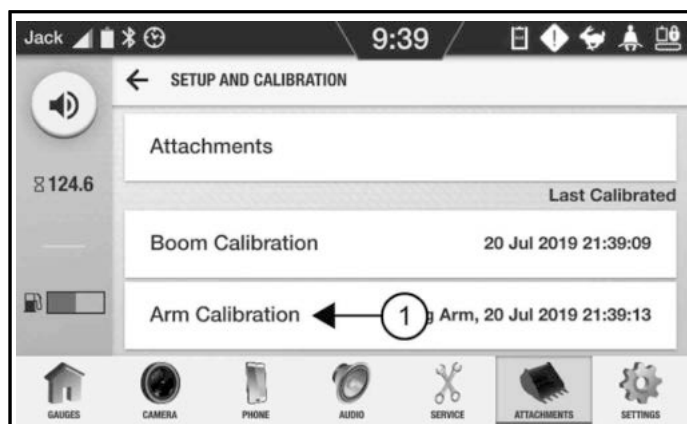 Jack 9:39
SETUP AND CALIBRATION
Attachments
124.6
Last Calibrated
Boom Calibration 20 Jul 2019 21:39:09
Arm Calibration 1 Arm, 20 Jul 2019 21:39:13
GAUGES CAMERA PHONE AUDIO SERVICE ATTACHMENTS SETTINGS